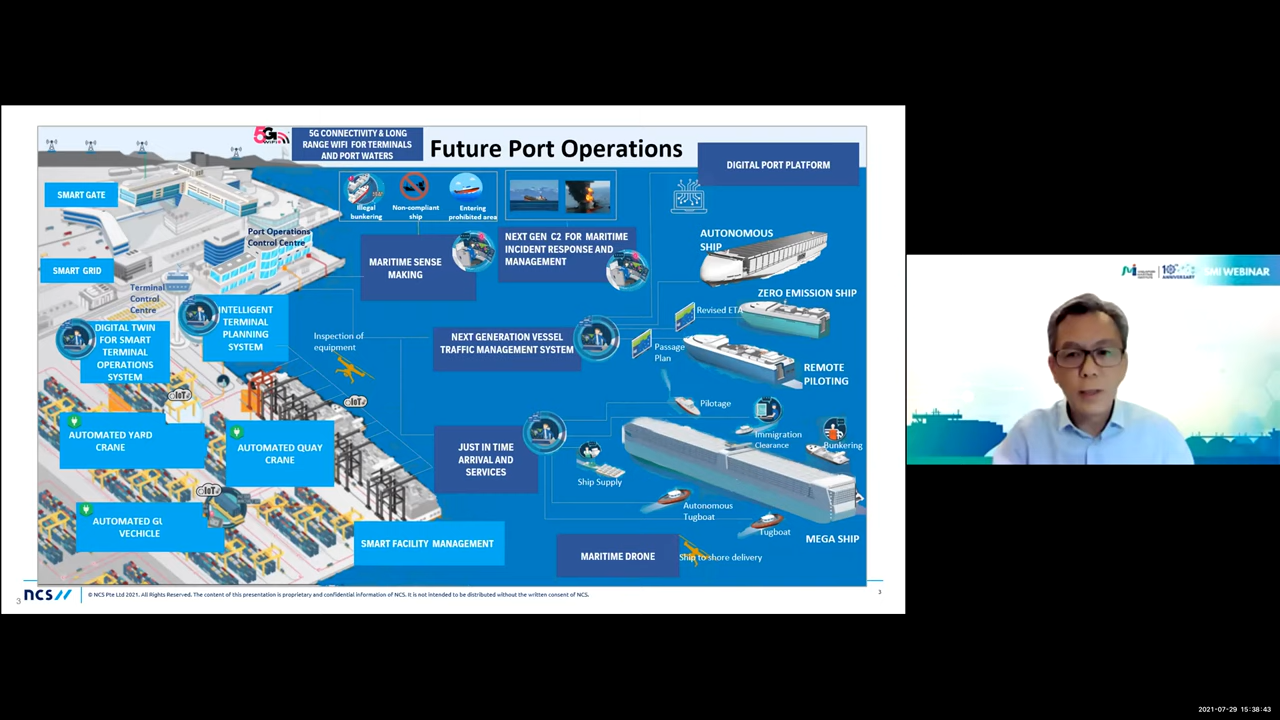 5G
WiFi
5G CONNECTIVITY & LONG
RANGE WIFI FOR TERMINALS
AND PORT WATERS
Future Port Operations
DIGITAL PORT PLATFORM
SMART GATE
Illegal
bunkering
Non-compliant
ship
Entering
prohibited area
Port Operations
Control Centre
MARITIME SENSE
MAKING
NEXT GEN C2 FOR MARITIME
INCIDENT RESPONSE AND
MANAGEMENT
AUTONOMOUS
SHIP
SMART GRID
Terminal
Control
Centre
ZERO EMISSION SHIP
INTELLIGENT
TERMINAL
PLANNING
SYSTEM
Revised ETA
DIGITAL TWIN
FOR SMART
TERMINAL
OPERATIONS
SYSTEM
Inspection of
equipment
NEXT GENERATION VESSEL
TRAFFIC MANAGEMENT SYSTEM
Passage
Plan
REMOTE
PILOTING
IoT
IoT
Pilotage
AUTOMATED YARD
CRANE
AUTOMATED QUAY
CRANE
JUST IN TIME
ARRIVAL AND
SERVICES
Immigration
Clearance
Bunkering
Ship Supply
IoT
Autonomous
Tugboat
AUTOMATED GU
VECHICLE
Tugboat
MEGA SHIP
SMART FACILITY MANAGEMENT
MARITIME DRONE
Ship to shore delivery
3
ncs//
© NCS Pte Ltd 2021. All Rights Reserved. The content of this presentation is proprietary and confidential information of NCS. It is not intended to be distributed without the written consent of NCS.
3
SMI WEBINAR
ANNIVERSARY
2021-07-29 15:38:43